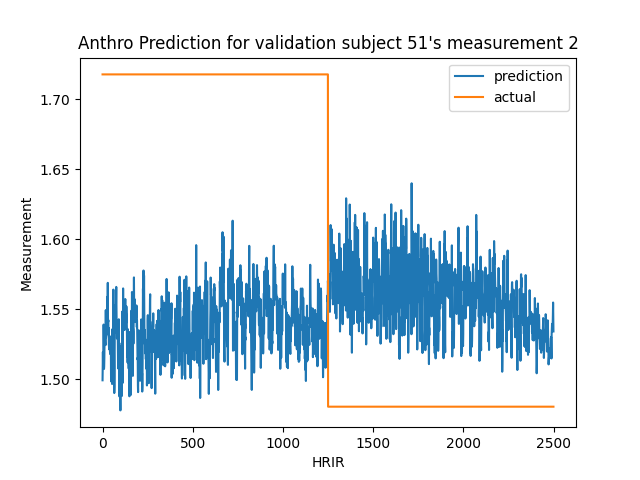 Anthro Prediction for validation subject 51's measurement 2
prediction
actual
Measurement
1.70
1.65
1.60
1.55
1.50
0
500
1000
1500
2000
2500
HRIR